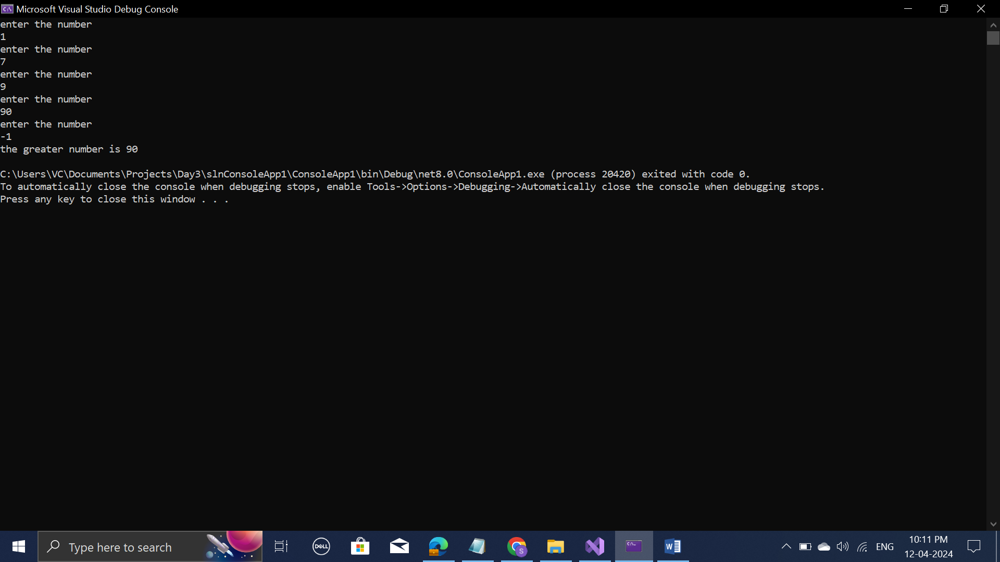 Microsoft Visual Studio Debug Console
enter the number
1
enter the number
7
enter the number
9
enter the number
90
enter the number
-1
the greater number is 90
C:\Users\VC\Documents\Projects\Day3\slnConsoleApp1\ConsoleApp1\bin\Debug\net8.0\ConsoleApp1.exe (process 20420) exited with code 0.
To automatically close the console when debugging stops, enable Tools->Options->Debugging->Automatically close the console when debugging stops.
Press any key to close this window . . .
Type here to search
DELL
S
C:\_
W
ENG
10:11 PM
12-04-2024